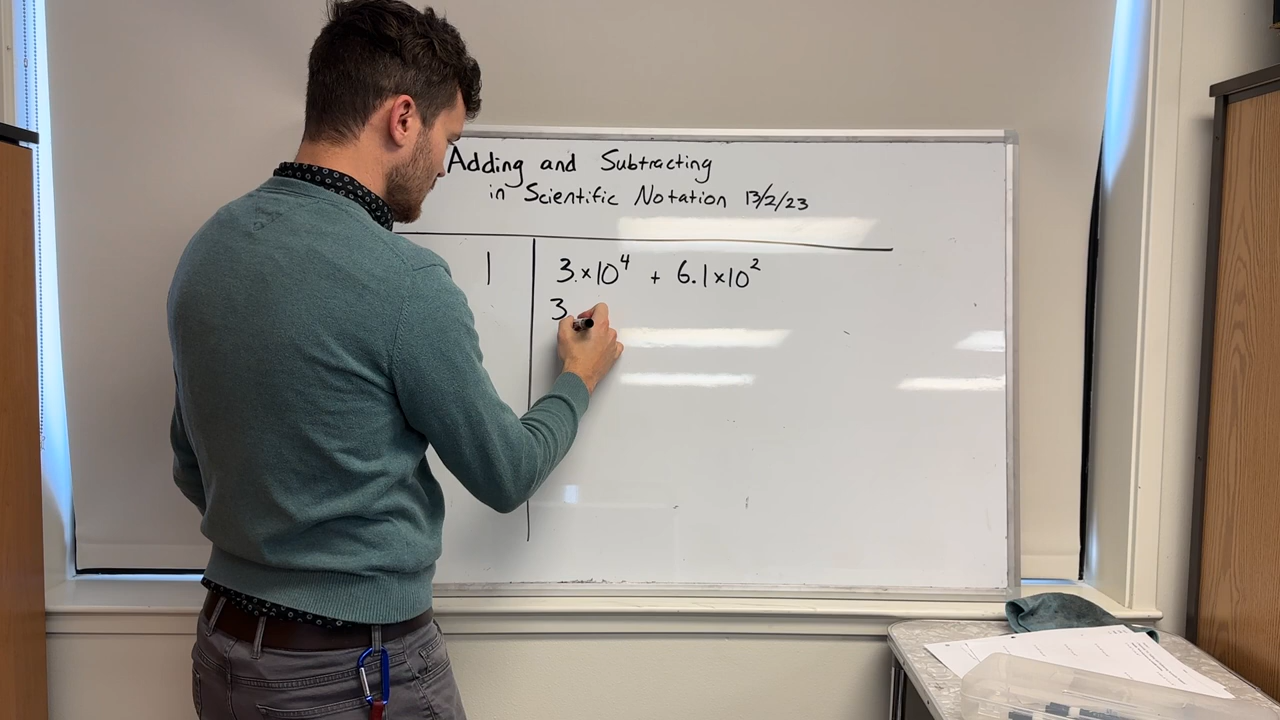 Adding and Subtracting
in Scientific Notation 13/2/23
1 3.×10⁴ + 6.1×10²
3